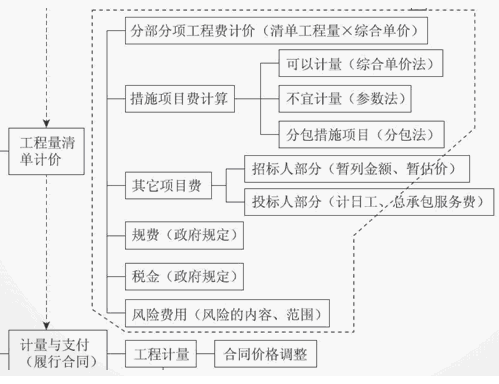 分部分项工程费计价（清单工程量×综合单价）
可以计量（综合单价法）
措施项目费计算
不宜计量（参数法）
分包措施项目（分包法）
工程量清
单计价
招标人部分（暂列金额、暂估价）
其它项目费
投标人部分（计日工、总承包服务费）
规费（政府规定）
税金（政府规定）
风险费用（风险的内容、范围）
计量与支付
（履行合同）
工程计量
合同价格调整